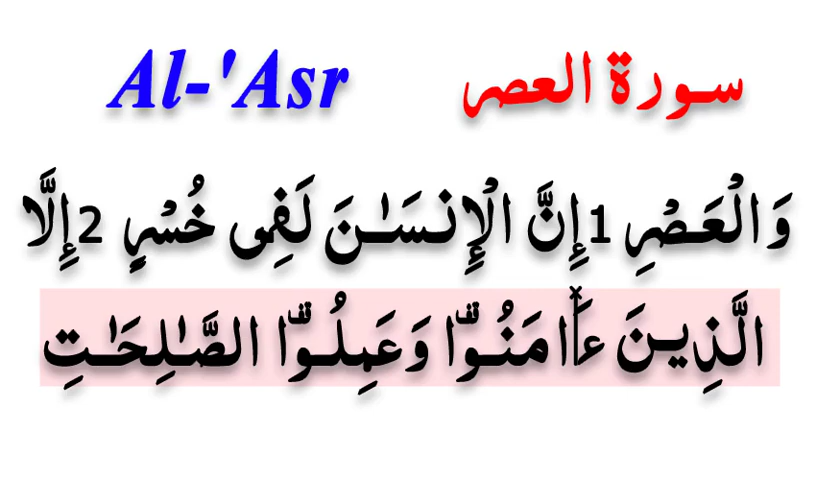 Al-'Asr سورة العصر
وَالْعَصْرِ 1 إِنَّ الْإِنسَـٰنَ لَفِى خُسْرٍ 2 إِلَّا
الَّذِينَ ءَامَنُوا وَعَمِلُوا الصَّـٰلِحَـٰتِ